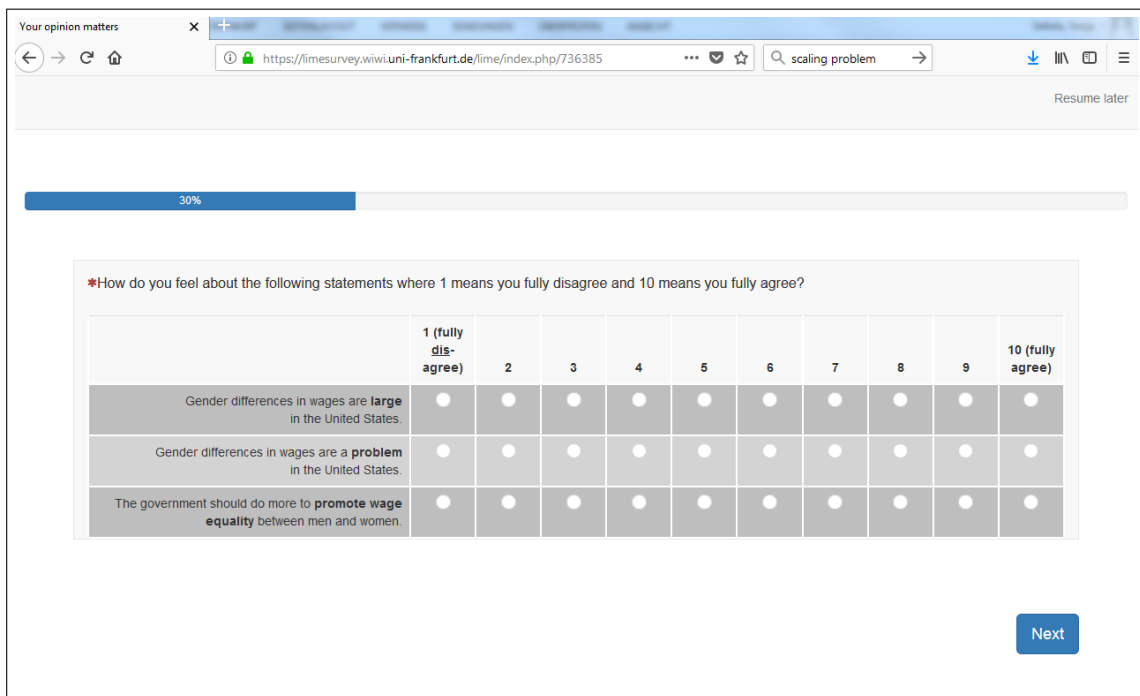 Your opinion matters
https://limesurvey.wiwi.uni-frankfurt.de/lime/index.php/736385
scaling problem
Resume later
30%
*How do you feel about the following statements where 1 means you fully disagree and 10 means you fully agree?
1 (fully
dis-
agree) 2 3 4 5 6 7 8 9 10 (fully
agree)
Gender differences in wages are large
in the United States.
Gender differences in wages are a problem
in the United States.
The government should do more to promote wage
equality between men and women.
Next